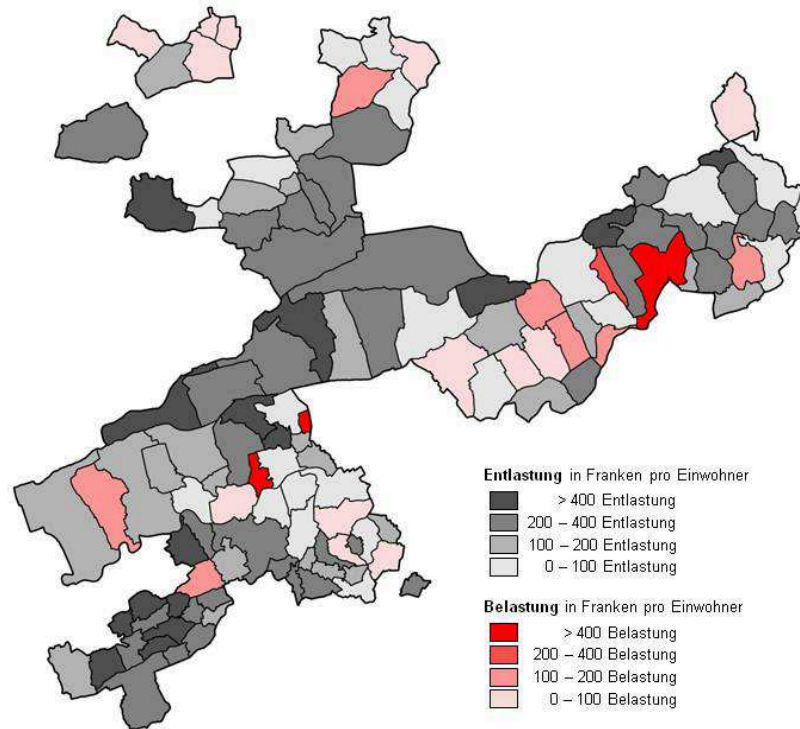 Entlastung in Franken pro Einwohner
> 400 Entlastung
200 – 400 Entlastung
100 – 200 Entlastung
0 – 100 Entlastung
Belastung in Franken pro Einwohner
> 400 Belastung
200 – 400 Belastung
100 – 200 Belastung
0 – 100 Belastung